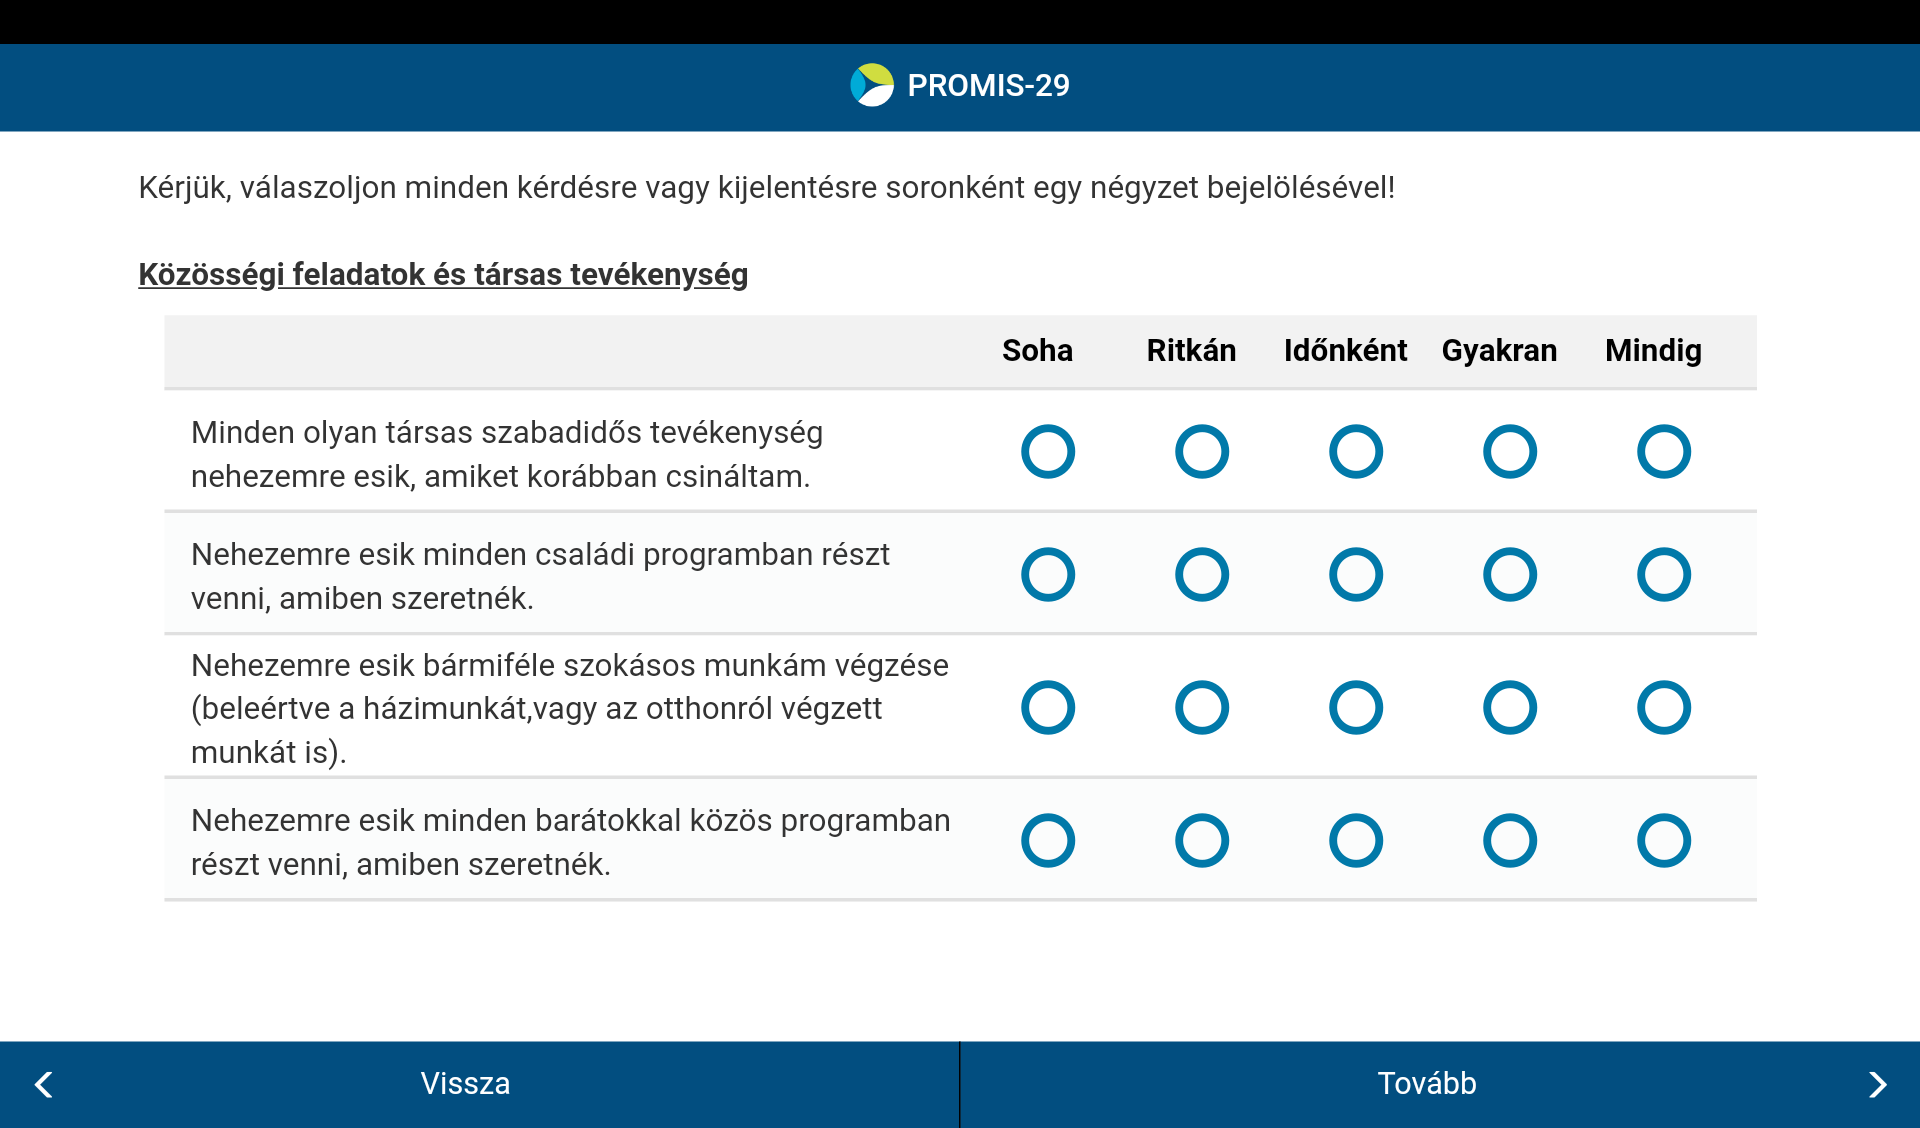 PROMIS-29
Kérjük, válaszoljon minden kérdésre vagy kijelentésre soronként egy négyzet bejelölésével!
Közösségi feladatok és társas tevékenység
Soha Ritkán Időnként Gyakran Mindig
Minden olyan társas szabadidős tevékenység
nehezemre esik, amiket korábban csináltam.
Nehezemre esik minden családi programban részt
venni, amiben szeretnék.
Nehezemre esik bármiféle szokásos munkám végzése
(beleértve a házimunkát,vagy az otthonról végzett
munkát is).
Nehezemre esik minden barátokkal közös programban
részt venni, amiben szeretnék.
Vissza Tovább